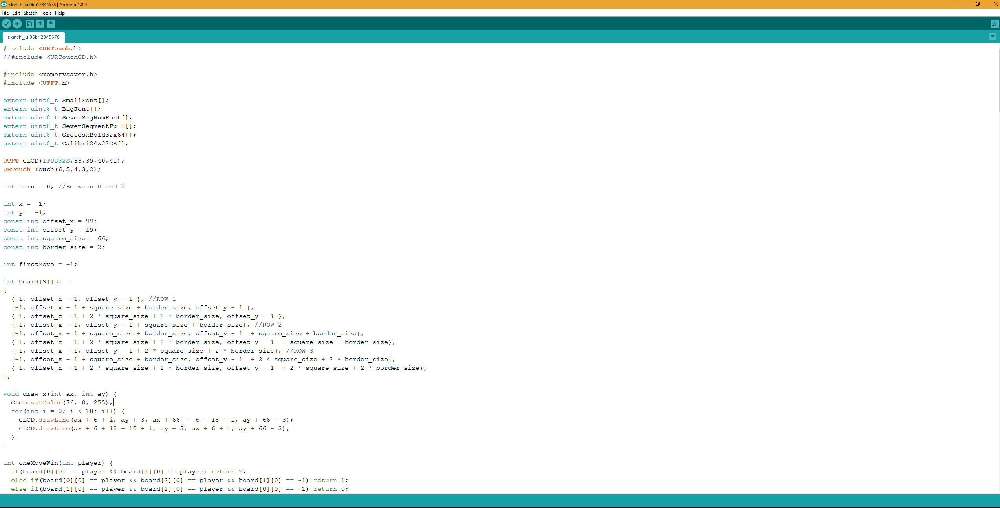 sketch_jul06b12345678 | Arduino 1.8.9
File Edit Sketch Tools Help
sketch_jul06b12345678
#include <URTouch.h>
//#include <URTouchCD.h>
#include <memorysaver.h>
#include <UTFT.h>
extern uint8_t SmallFont[];
extern uint8_t BigFont[];
extern uint8_t SevenSegNumFont[];
extern uint8_t SevenSegmentFull[];
extern uint8_t GroteskBold32x64[];
extern uint8_t Calibri24x32GR[];
UTFT GLCD(ITDB32S,38,39,40,41);
URTouch Touch(6,5,4,3,2);
int turn = 0; //Between 0 and 8
int x = -1;
int y = -1;
const int offset_x = 99;
const int offset_y = 19;
const int square_size = 66;
const int border_size = 2;
int firstMove = -1;
int board[9][3] =
{
  {-1, offset_x - 1, offset_y - 1 }, //ROW 1
  {-1, offset_x - 1 + square_size + border_size, offset_y - 1 },
  {-1, offset_x - 1 + 2 * square_size + 2 * border_size, offset_y - 1 },
  {-1, offset_x - 1, offset_y - 1 + square_size + border_size}, //ROW 2
  {-1, offset_x - 1 + square_size + border_size, offset_y - 1  + square_size + border_size},
  {-1, offset_x - 1 + 2 * square_size + 2 * border_size, offset_y - 1  + square_size + border_size},
  {-1, offset_x - 1, offset_y - 1 + 2 * square_size + 2 * border_size}, //ROW 3
  {-1, offset_x - 1 + square_size + border_size, offset_y - 1  + 2 * square_size + 2 * border_size},
  {-1, offset_x - 1 + 2 * square_size + 2 * border_size, offset_y - 1  + 2 * square_size + 2 * border_size},
};
void draw_x(int ax, int ay) {
  GLCD.setColor(76, 0, 255);
  for(int i = 0; i < 18; i++) {
    GLCD.drawLine(ax + 6 + i, ay + 3, ax + 66  - 6 - 18 + i, ay + 66 - 3);
    GLCD.drawLine(ax + 6 + 18 + 18 + i, ay + 3, ax + 6 + i, ay + 66 - 3);
  }
}
int oneMoveWin(int player) {
  if(board[0][0] == player && board[1][0] == player) return 2;
  else if(board[0][0] == player && board[2][0] == player && board[1][0] == -1) return 1;
  else if(board[1][0] == player && board[2][0] == player && board[0][0] == -1) return 0;